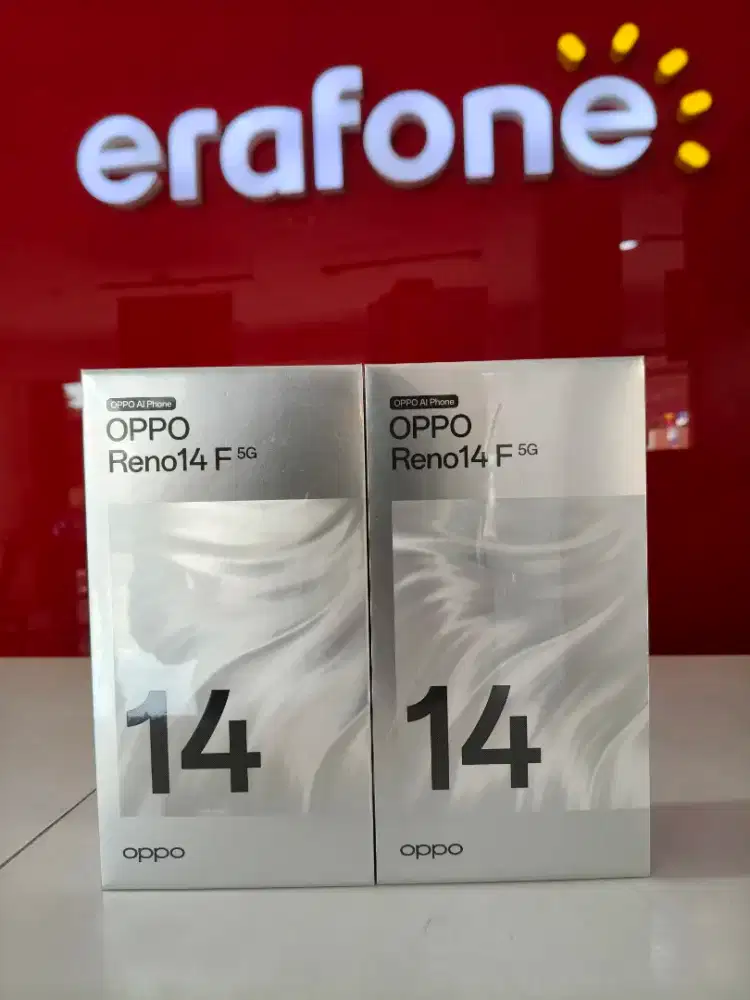 erafone
OPPO AI Phone
OPPO
Reno14 F 5G
14
oppo
OPPO AI Phone
OPPO
Reno14 F 5G
14
oppo